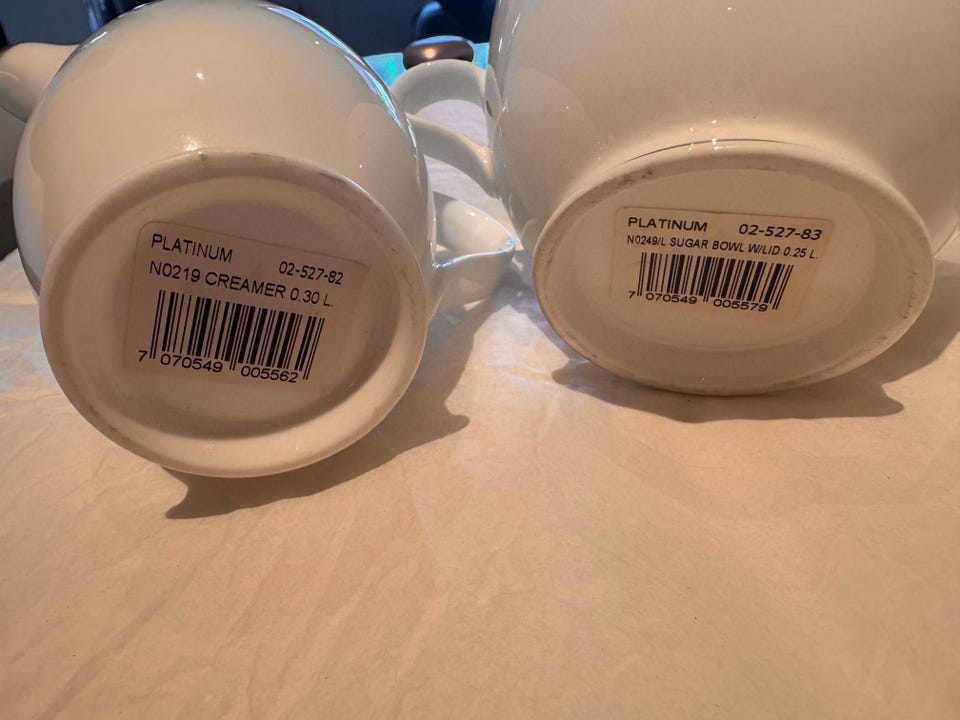 PLATINUM 02-527-82
N0219 CREAMER 0.30 L.
7 070549 005562
PLATINUM 02-527-83
N0249/L SUGAR BOWL W/LID 0.25 L.
7 070549 005579